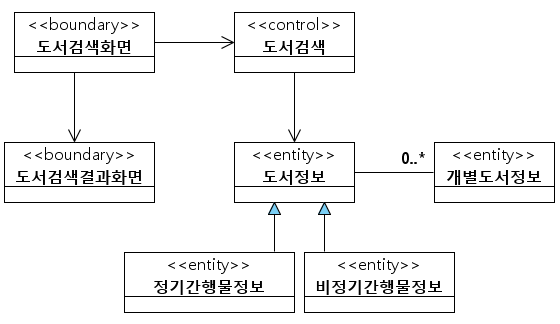 <<boundary>>
도서검색화면
<<control>>
도서검색
<<boundary>>
도서검색결과화면
<<entity>>
도서정보
0..*
<<entity>>
개별도서정보
<<entity>>
정기간행물정보
<<entity>>
비정기간행물정보